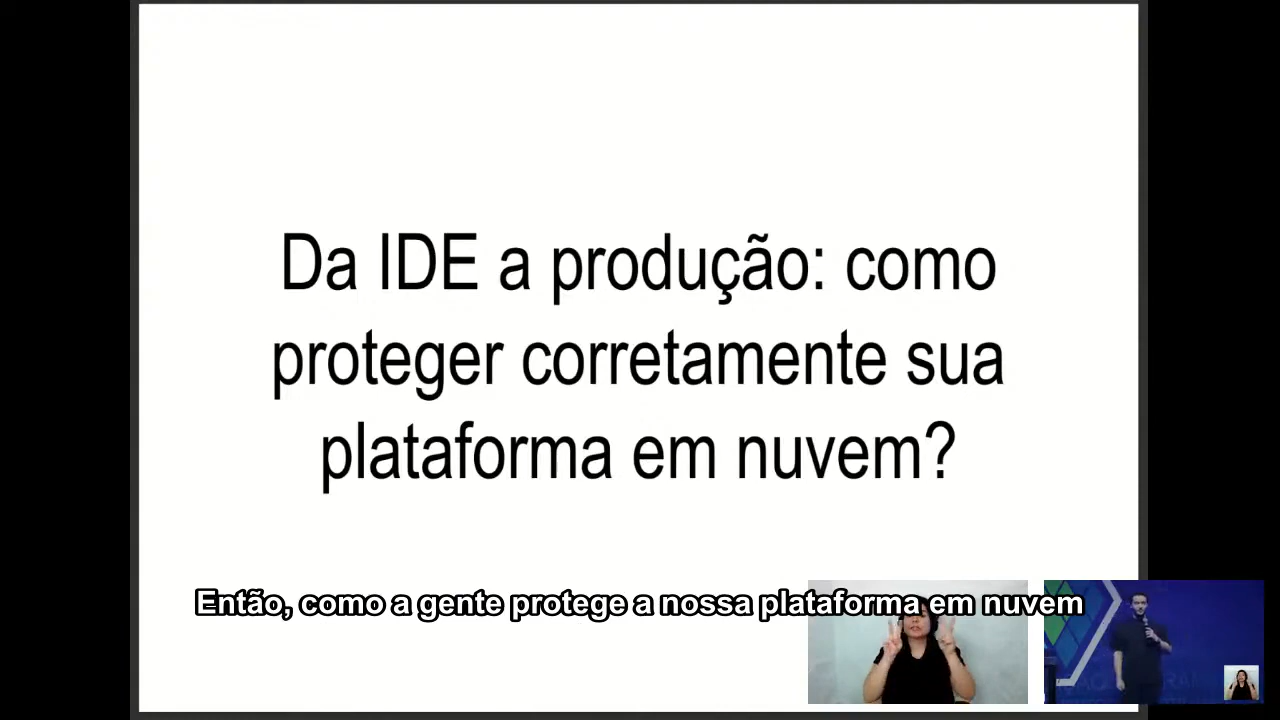 Da IDE a produção: como
proteger corretamente sua
plataforma em nuvem?
Então, como a gente protege a nossa plataforma em nuvem